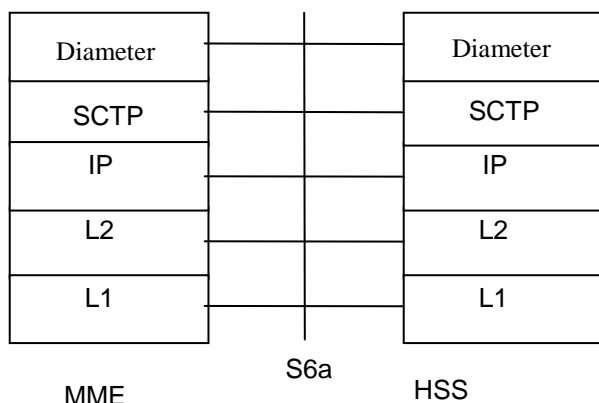 Diameter Diameter
SCTP SCTP
IP IP
L2 L2
L1 L1
S6a
MME HSS